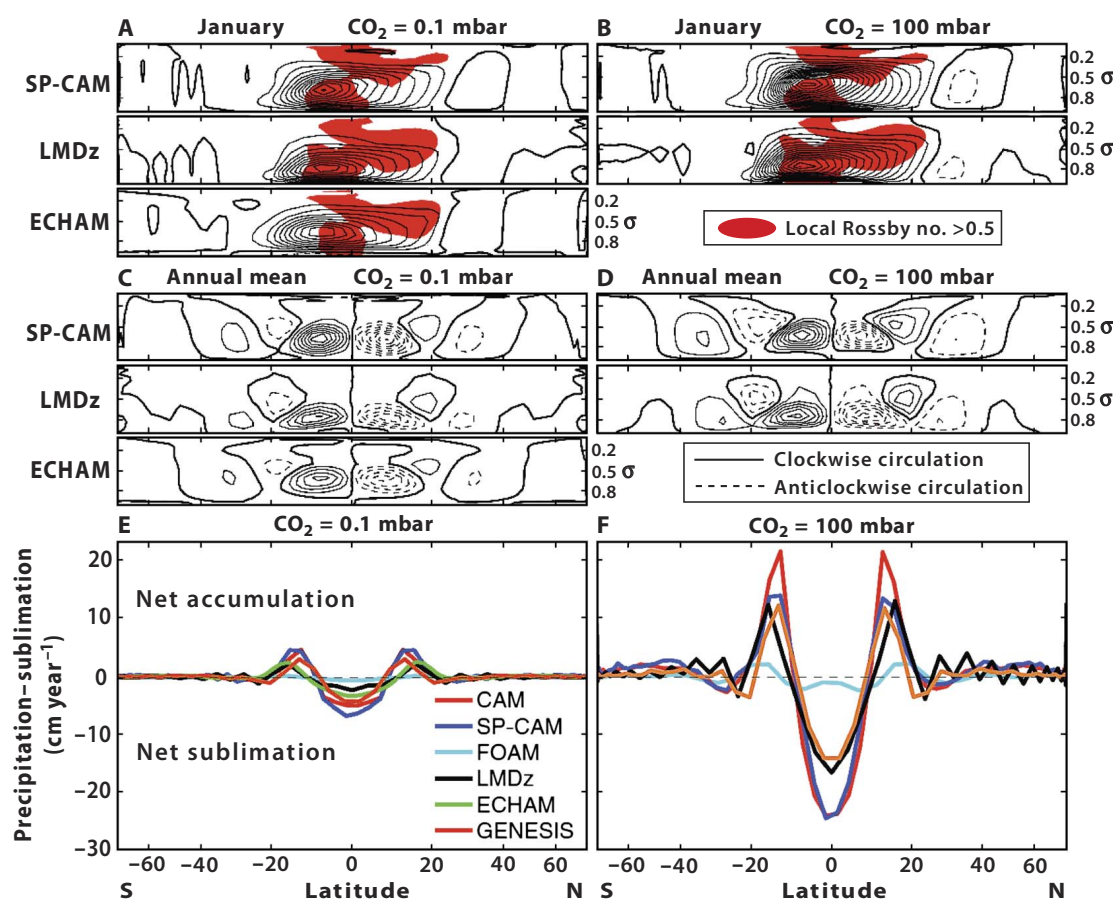 A January CO2 = 0.1 mbar
B January CO2 = 100 mbar
SP-CAM
0.2
0.5 σ
0.8
0.2
0.5 σ
0.8
LMDz
0.2
0.5 σ
0.8
ECHAM
0.2
0.5 σ
0.8
Local Rossby no. >0.5
C Annual mean CO2 = 0.1 mbar
D Annual mean CO2 = 100 mbar
SP-CAM
0.2
0.5 σ
0.8
LMDz
0.2
0.5 σ
0.8
ECHAM
0.2
0.5 σ
0.8
Clockwise circulation
Anticlockwise circulation
E CO2 = 0.1 mbar
F CO2 = 100 mbar
Precipitation–sublimation
(cm year−1)
20
10
0
−10
−20
−30
Net accumulation
Net sublimation
CAM
SP-CAM
FOAM
LMDz
ECHAM
GENESIS
−60 −40 −20 0 20 40 60
−60 −40 −20 0 20 40 60
S Latitude N
S Latitude N